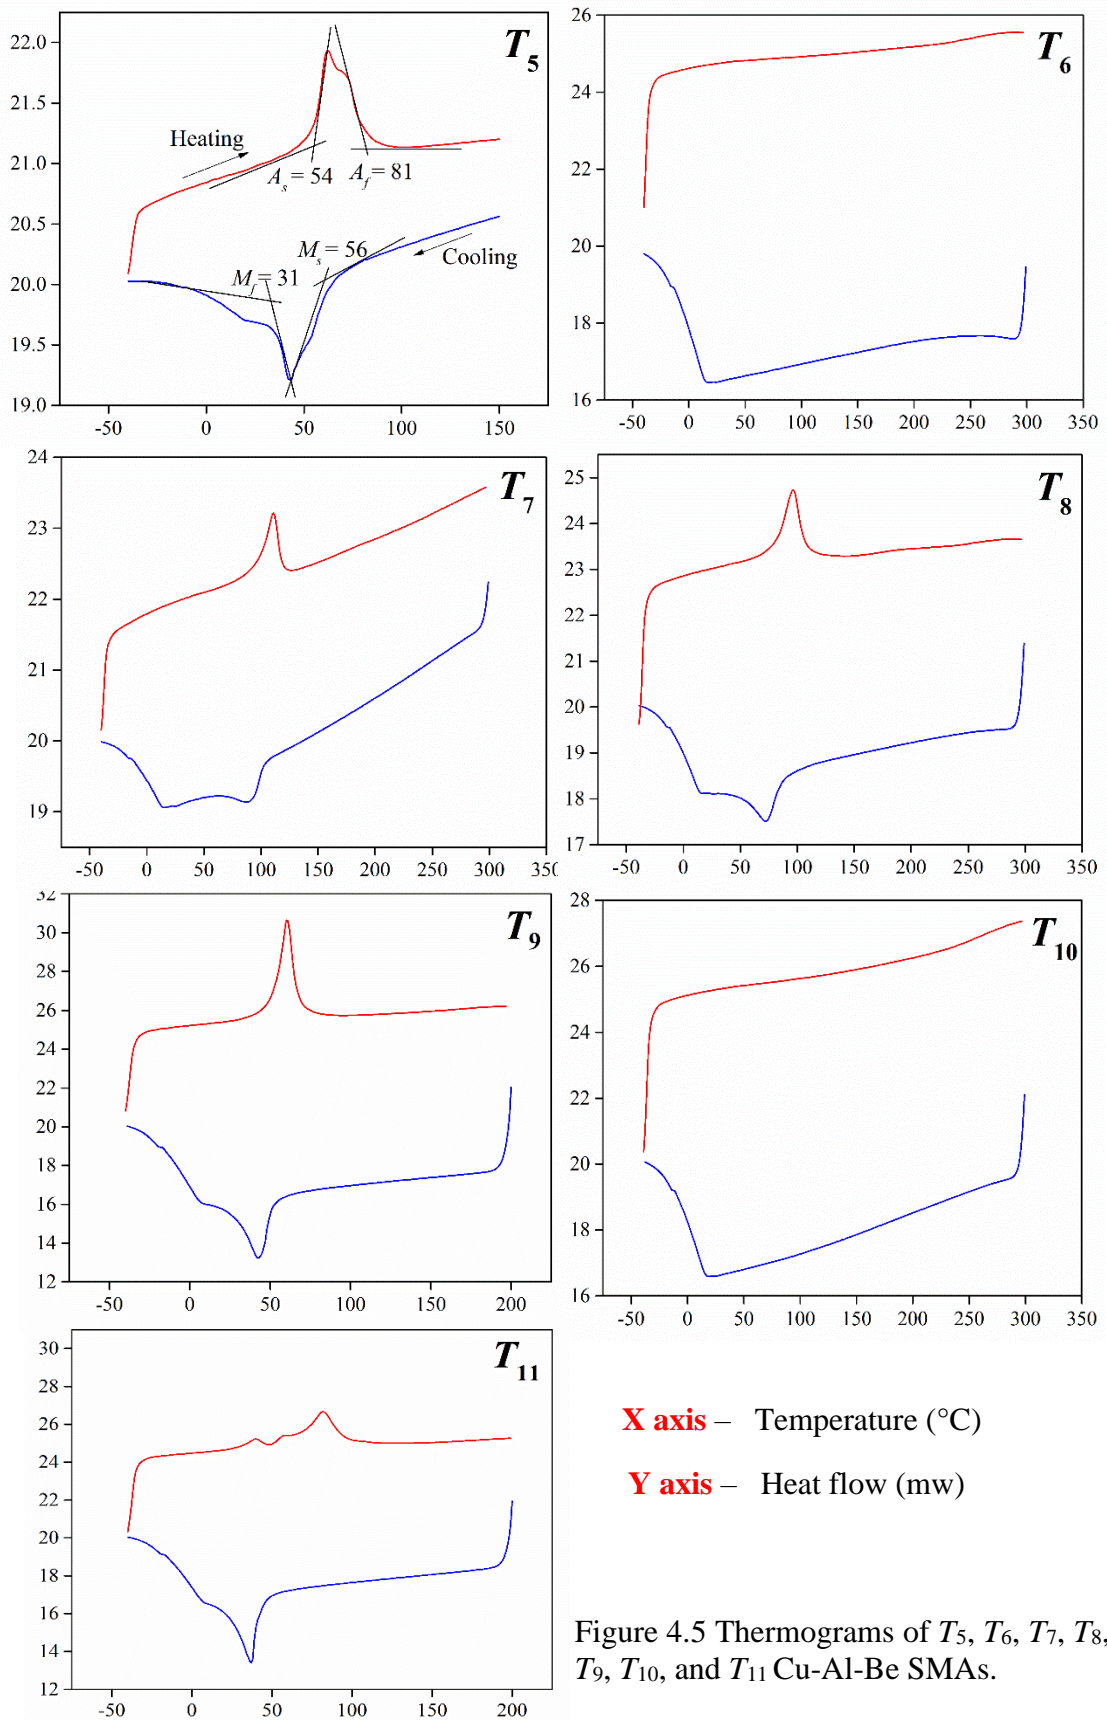 T5
22.0
21.5
21.0
20.5
20.0
19.5
19.0
Heating
As = 54
Af = 81
Ms = 56
Mf = 31
Cooling
-50 0 50 100 150
T6
26
24
22
20
18
16
-50 0 50 100 150 200 250 300 350
T7
24
23
22
21
20
19
-50 0 50 100 150 200 250 300 350
T8
25
24
23
22
21
20
19
18
17
-50 0 50 100 150 200 250 300 350
T9
32
30
28
26
24
22
20
18
16
14
12
-50 0 50 100 150 200
T10
28
26
24
22
20
18
16
-50 0 50 100 150 200 250 300 350
T11
30
28
26
24
22
20
18
16
14
12
-50 0 50 100 150 200
X axis – Temperature (°C)
Y axis – Heat flow (mw)
Figure 4.5 Thermograms of T5, T6, T7, T8,
T9, T10, and T11 Cu-Al-Be SMAs.